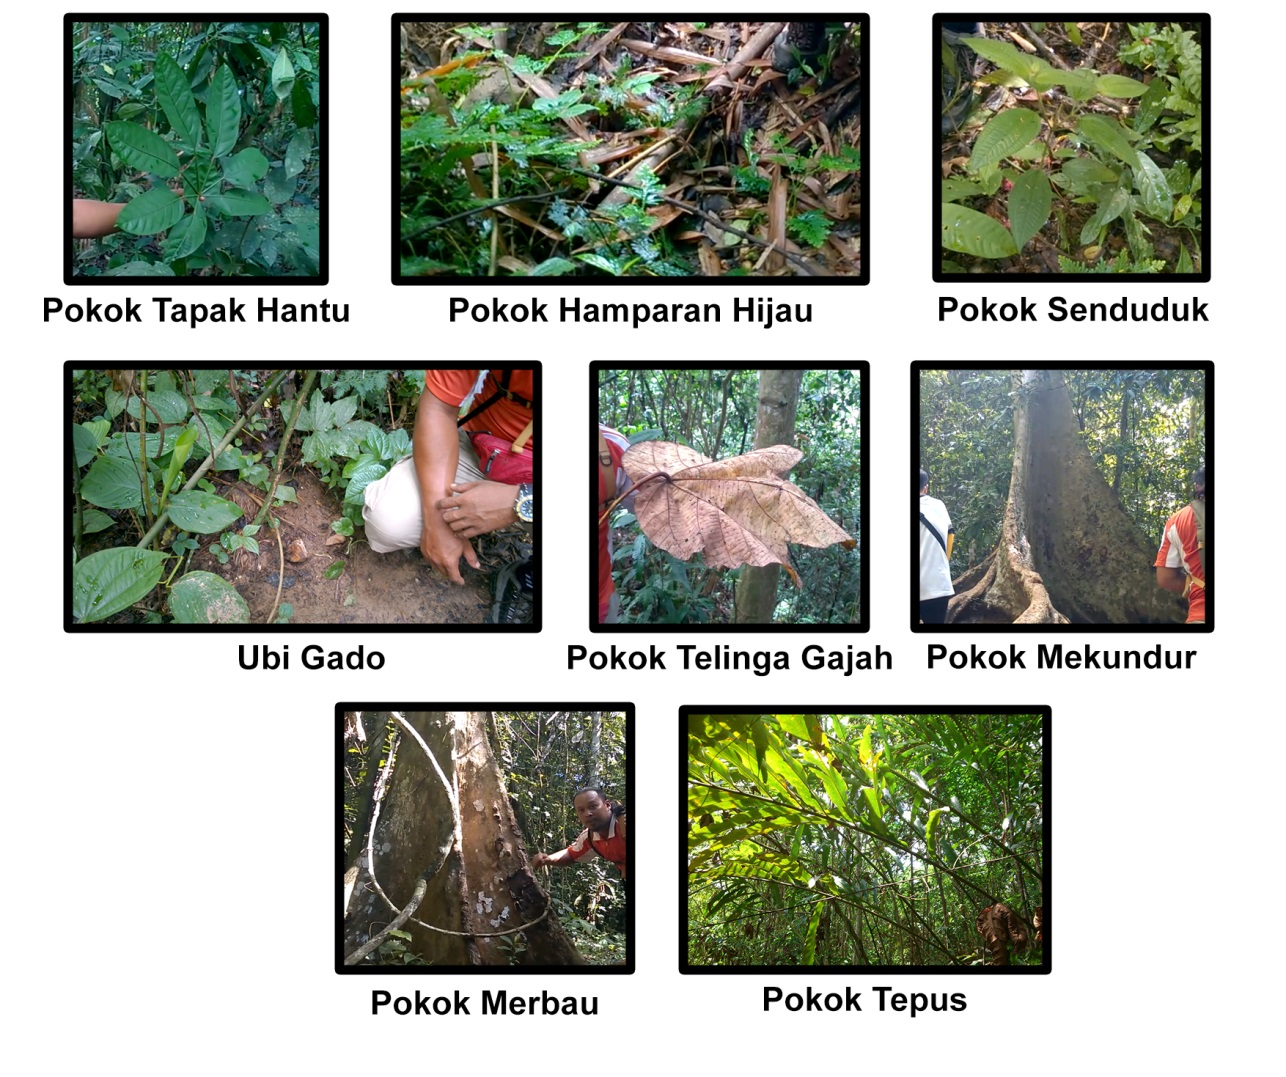 Pokok Tapak Hantu
Pokok Hamparan Hijau
Pokok Senduduk
Ubi Gado
Pokok Telinga Gajah
Pokok Mekundur
Pokok Merbau
Pokok Tepus